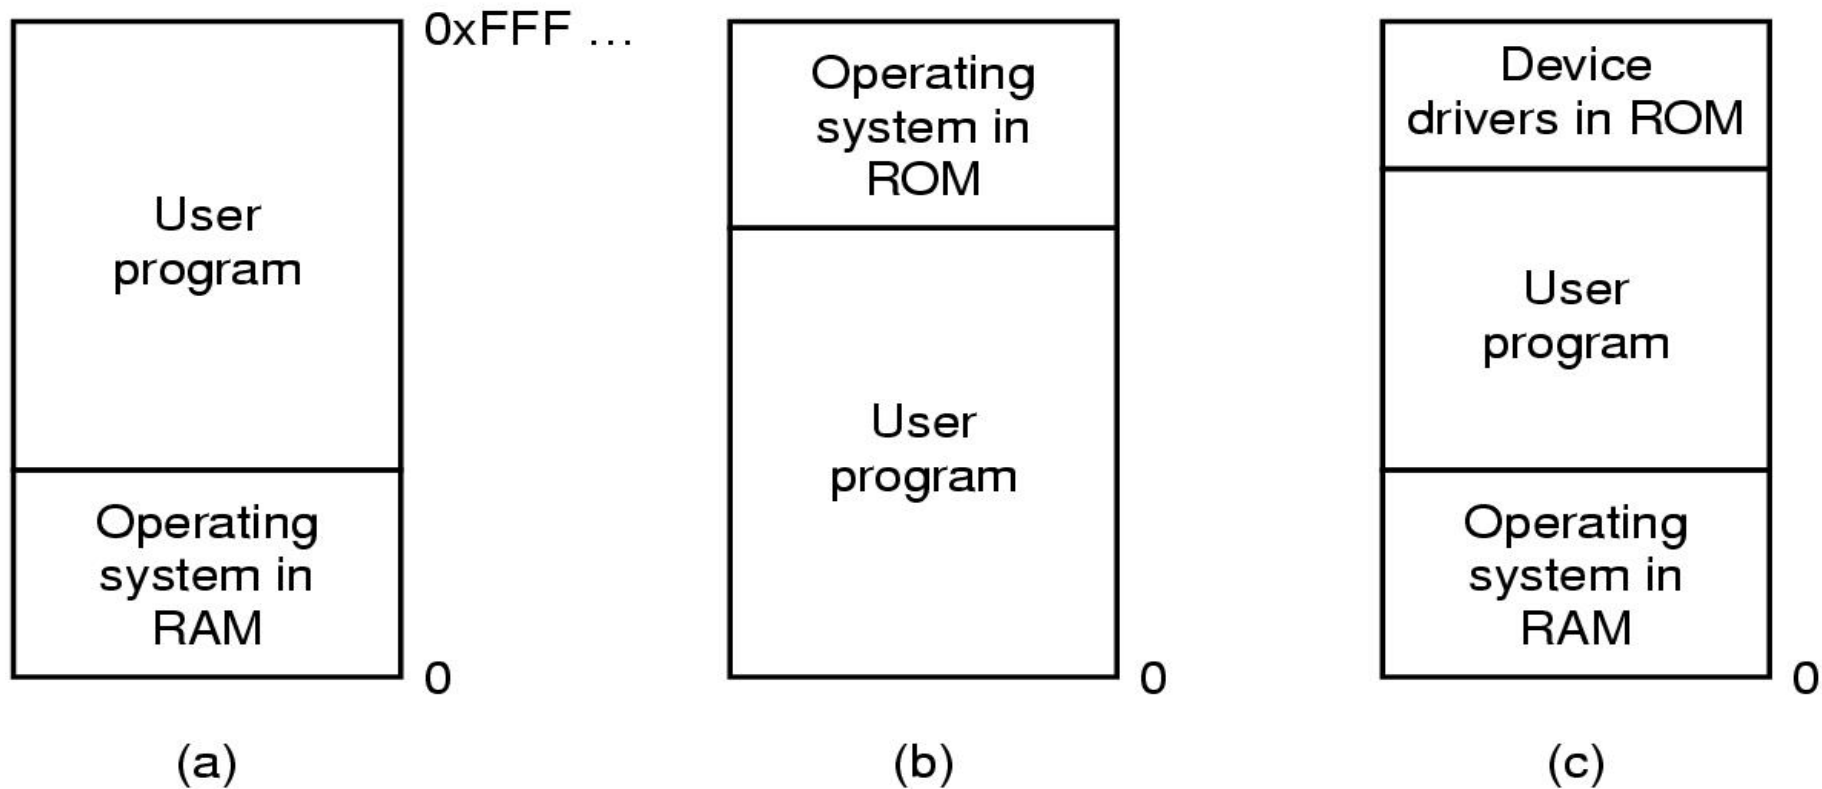 0xFFF ...
User
program
Operating
system in
RAM
0
(a)
Operating
system in
ROM
User
program
0
(b)
Device
drivers in ROM
User
program
Operating
system in
RAM
0
(c)